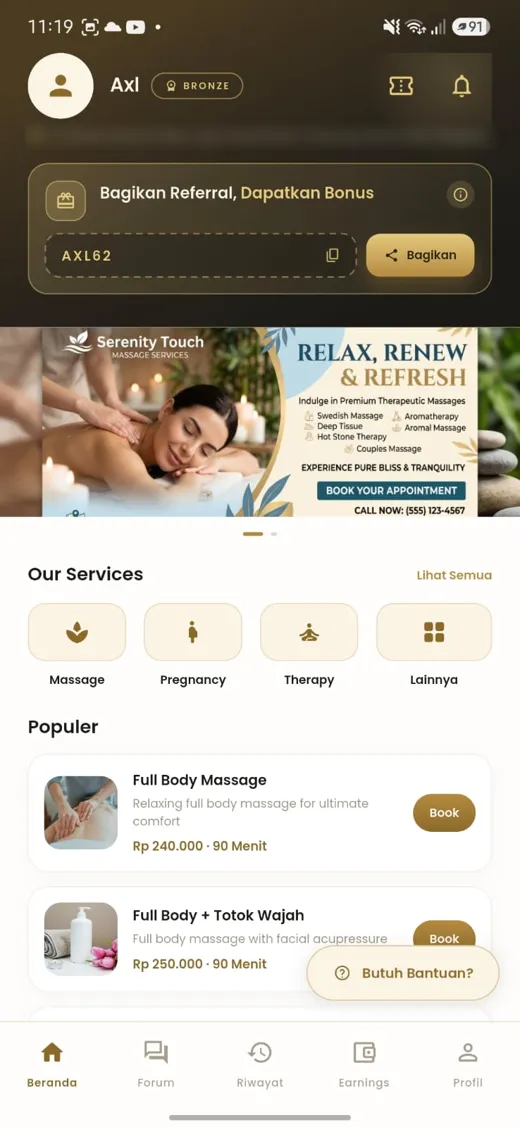 11:19
91
Axl
BRONZE
Bagikan Referral, Dapatkan Bonus
AXL62
Bagikan
Serenity Touch
MASSAGE SERVICES
RELAX, RENEW
& REFRESH
Indulge in Premium Therapeutic Massages
Swedish Massage
Aromatherapy
Deep Tissue
Aromal Massage
Hot Stone Therapy
Couples Massage
EXPERIENCE PURE BLISS & TRANQUILITY
BOOK YOUR APPOINTMENT
CALL NOW: (555) 123-4567
Our Services
Lihat Semua
Massage
Pregnancy
Therapy
Lainnya
Populer
Full Body Massage
Relaxing full body massage for ultimate
comfort
Rp 240.000 · 90 Menit
Book
Full Body + Totok Wajah
Full body massage with facial acupressure
Rp 250.000 · 90 Menit
Book
Butuh Bantuan?
Beranda
Forum
Riwayat
Earnings
Profil